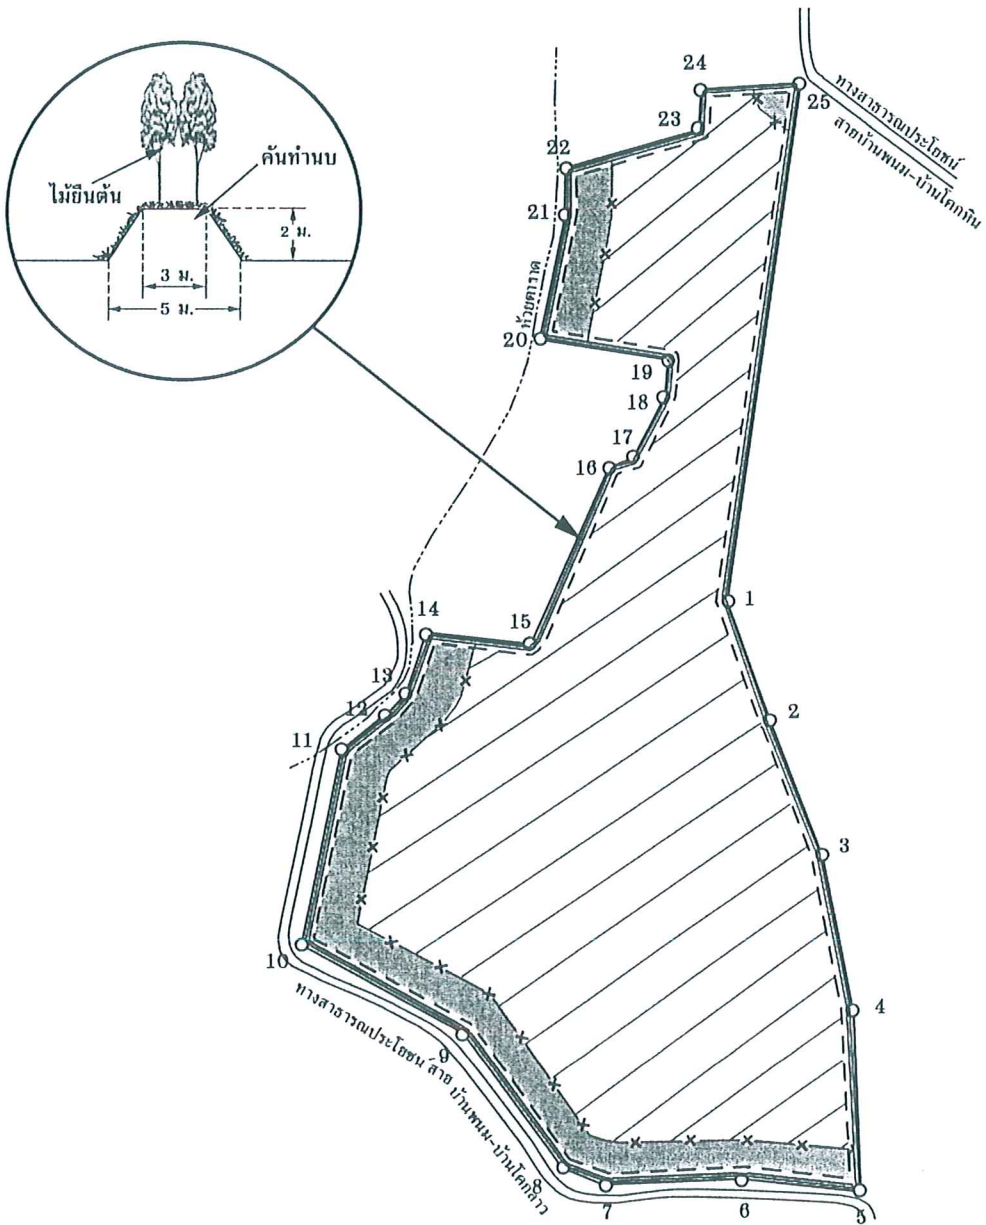 ไม้ยืนต้น
คันทำนบ
2 ม.
3 ม.
5 ม.
ทางสาธารณประโยชน์
สายบ้านพนม-บ้านโคกหิน
24
25
23
22
21
ห้วยตาราด
20
19
18
17
16
1
14
15
13
12
2
11
3
10
4
ทางสาธารณประโยชน์ สาย บ้านพนม-บ้านโคกลาว
9
8
7
6
5